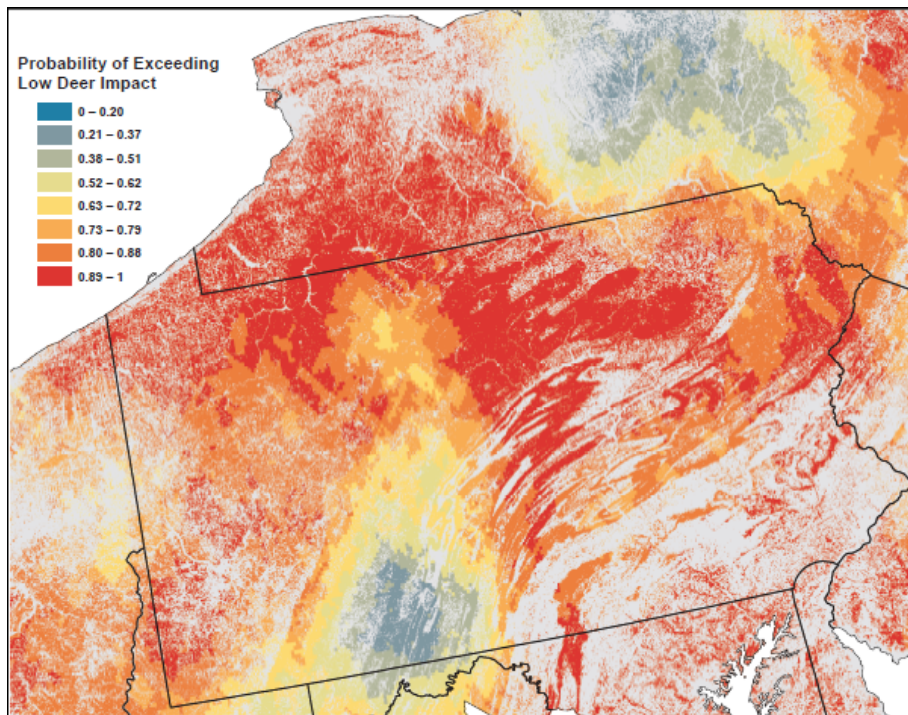 Probability of Exceeding
Low Deer Impact
0 – 0.20
0.21 – 0.37
0.38 – 0.51
0.52 – 0.62
0.63 – 0.72
0.73 – 0.79
0.80 – 0.88
0.89 – 1